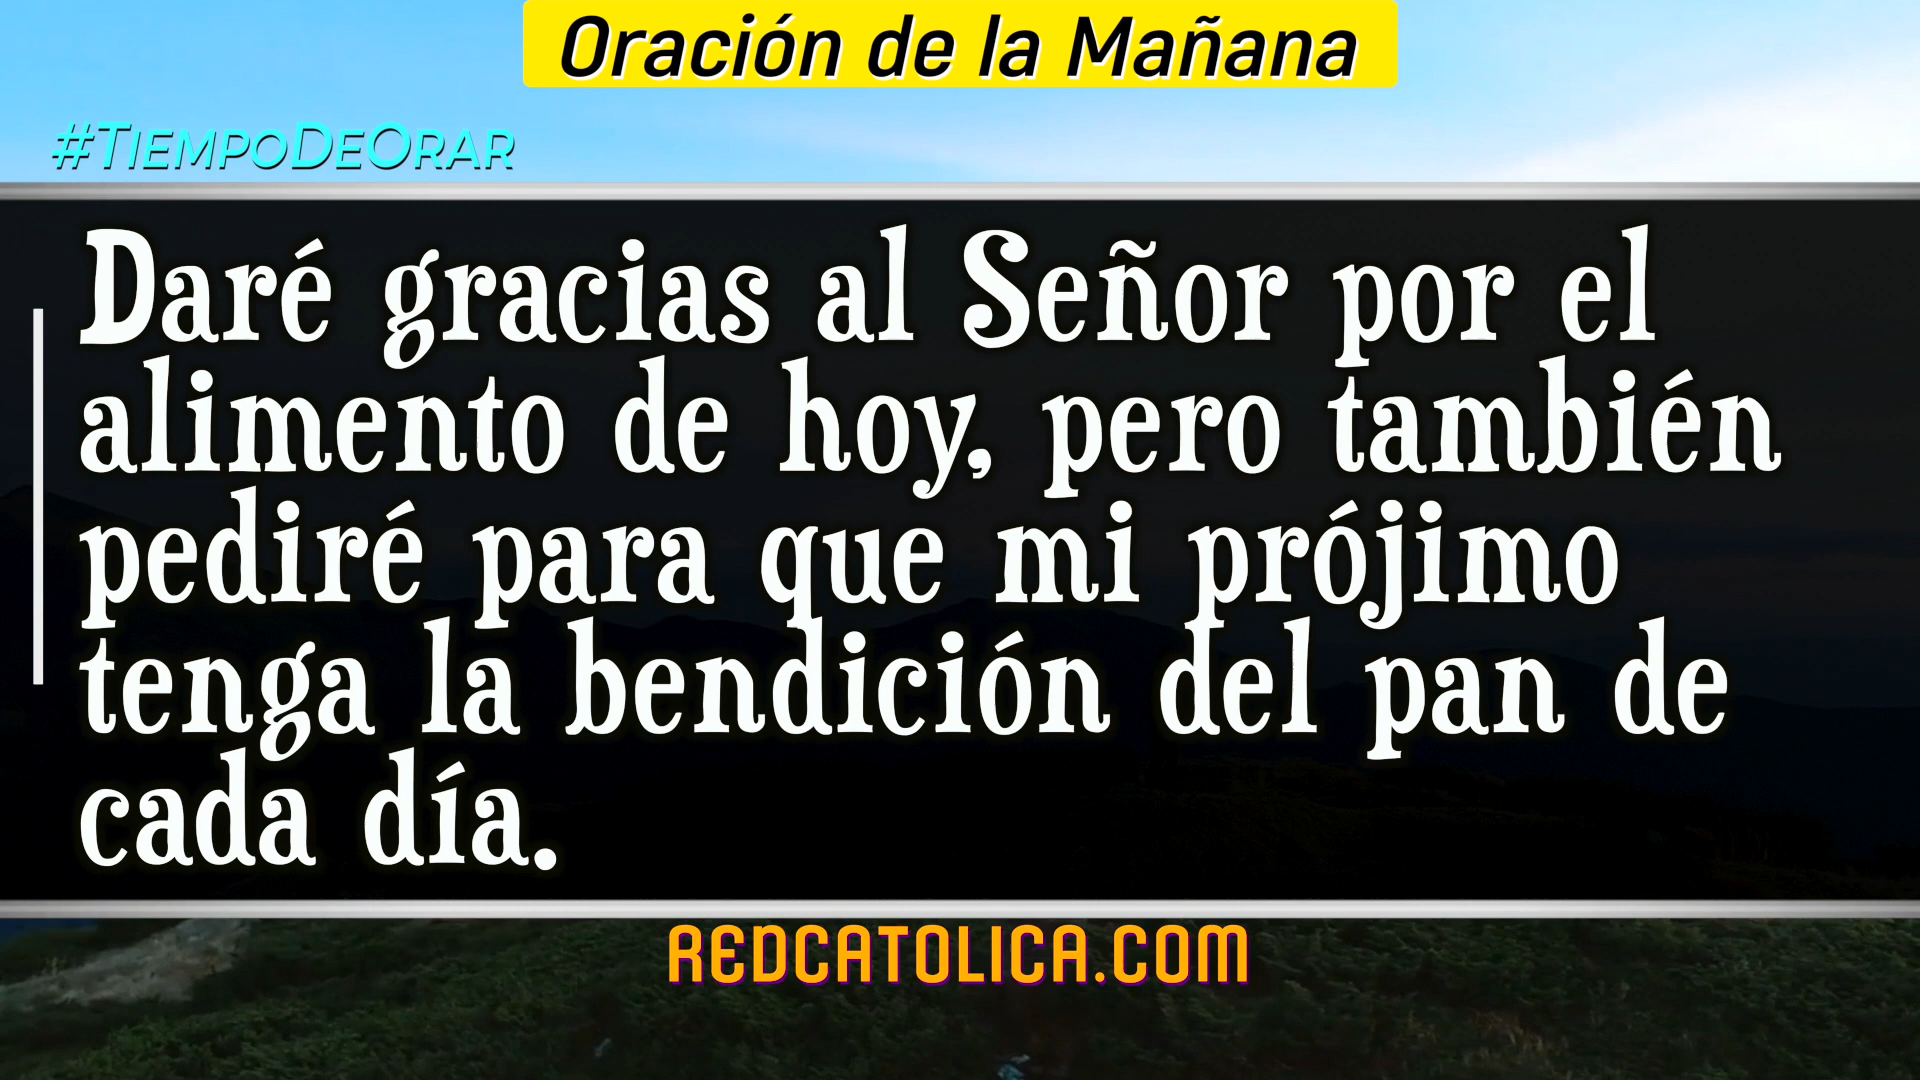 Oración de la Mañana
#TiempoDeOrar
Daré gracias al Señor por el
alimento de hoy, pero también
pediré para que mi prójimo
tenga la bendición del pan de
cada día.
REDCATOLICA.COM